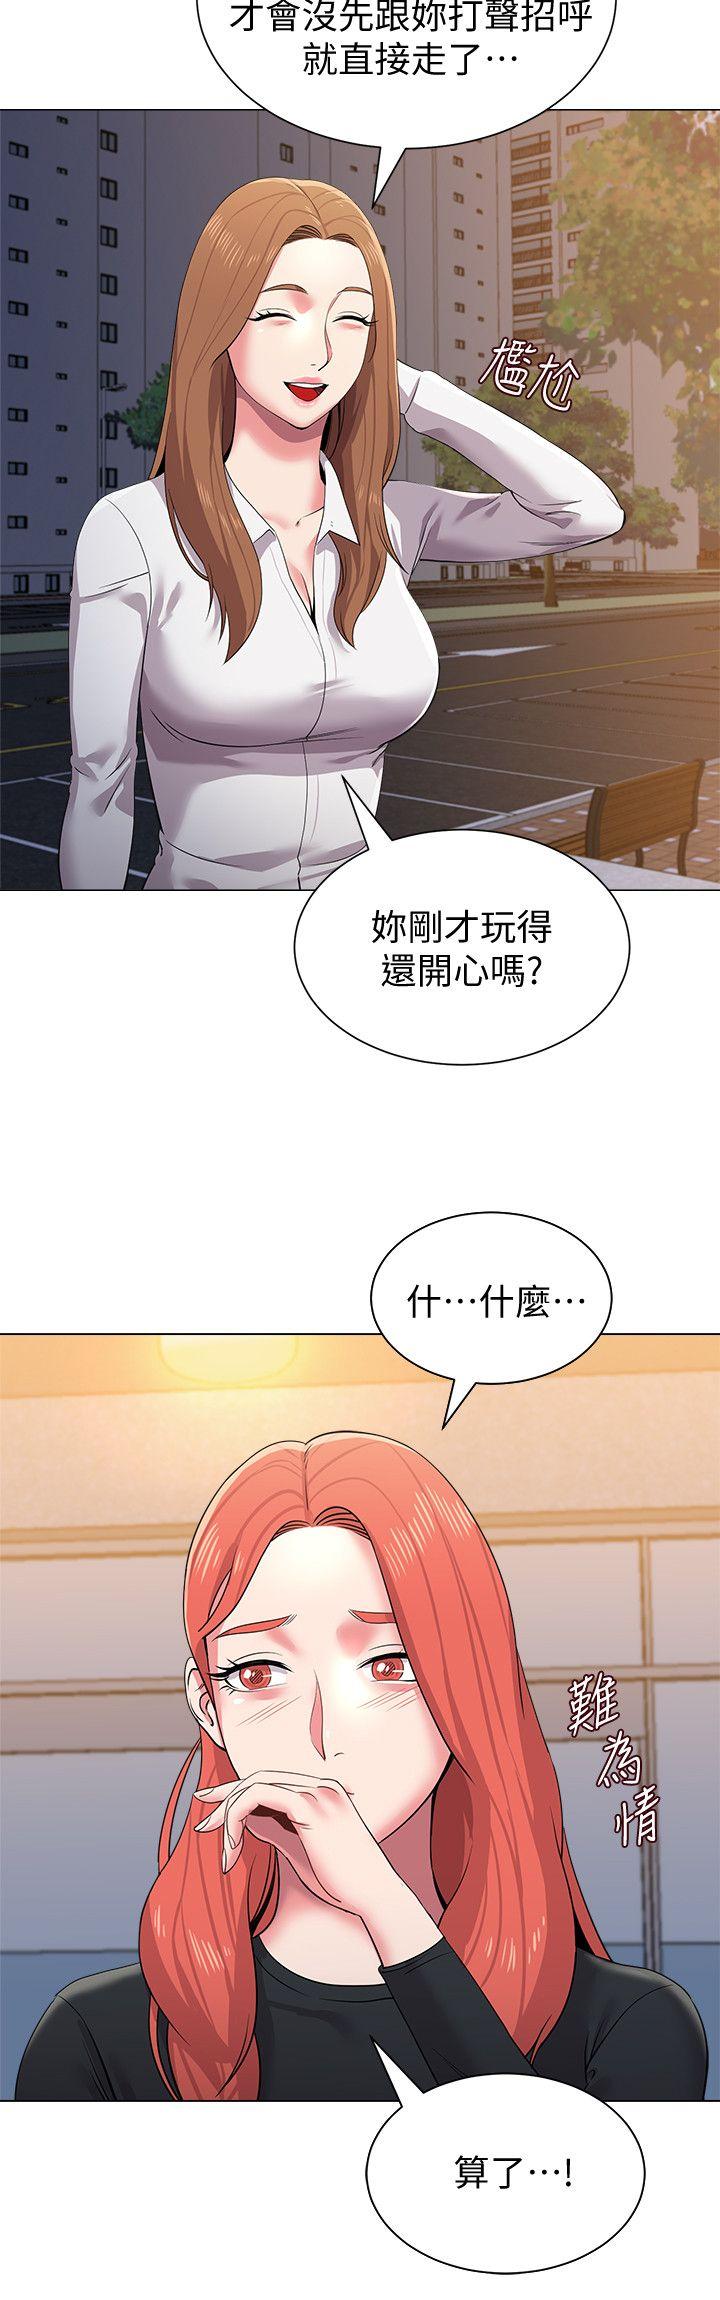 才會沒先跟妳打聲招呼
就直接走了…
尷尬
妳剛才玩得
還開心嗎?
什…什麼…
難為情
算了…!